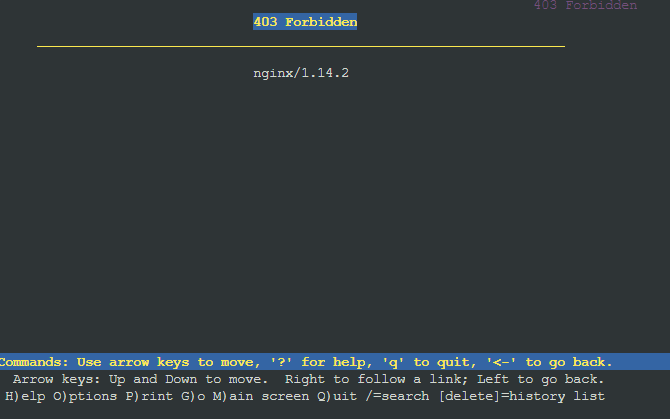 403 Forbidden
403 Forbidden
nginx/1.14.2
Commands: Use arrow keys to move, '?' for help, 'q' to quit, '<-' to go back.
Arrow keys: Up and Down to move.  Right to follow a link; Left to go back.
H)elp O)ptions P)rint G)o M)ain screen Q)uit /=search [delete]=history list